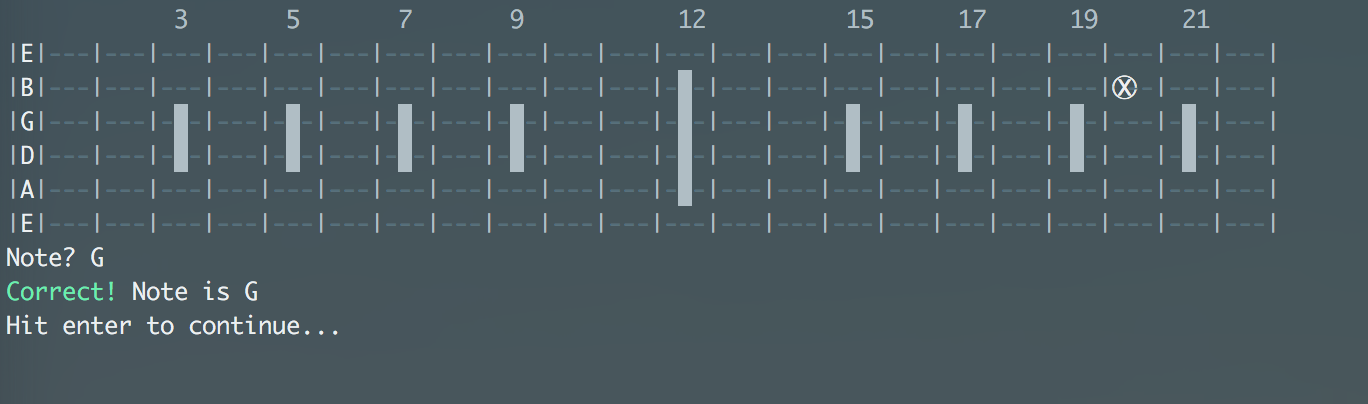 3 5 7 9 12 15 17 19 21
|E|---|---|---|---|---|---|---|---|---|---|---|---|---|---|---|---|---|---|---|---|---|---|
|B|---|---|---|---|---|---|---|---|---|---|---|-█-|---|---|---|---|---|---|---|Ⓧ-|---|---|
|G|---|---|-█-|---|-█-|---|-█-|---|-█-|---|---|-█-|---|---|-█-|---|-█-|---|-█-|---|-█-|---|
|D|---|---|-█-|---|-█-|---|-█-|---|-█-|---|---|-█-|---|---|-█-|---|-█-|---|-█-|---|-█-|---|
|A|---|---|---|---|---|---|---|---|---|---|---|-█-|---|---|---|---|---|---|---|---|---|---|
|E|---|---|---|---|---|---|---|---|---|---|---|---|---|---|---|---|---|---|---|---|---|---|
Note? G
Correct! Note is G
Hit enter to continue...